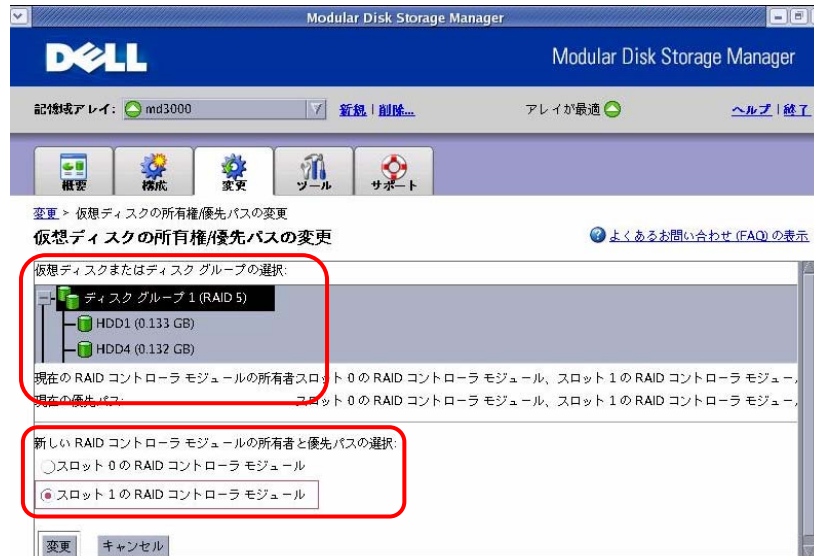 Modular Disk Storage Manager
DELL
Modular Disk Storage Manager
記憶域アレイ: md3000 新規 | 削除... アレイが最適 ヘルプ | 終了
概要 構成 変更 ツール サポート
変更 > 仮想ディスクの所有権/優先パスの変更
仮想ディスクの所有権/優先パスの変更 よくあるお問い合わせ (FAQ) の表示
仮想ディスクまたはディスク グループの選択:
ディスク グループ 1 (RAID 5)
HDD1 (0.133 GB)
HDD4 (0.132 GB)
現在の RAID コントローラ モジュールの所有者スロット 0 の RAID コントローラ モジュール、スロット 1 の RAID コントローラ モジュー
現在の優先パス: スロット 0 の RAID コントローラ モジュール、スロット 1 の RAID コントローラ モジュー
新しい RAID コントローラ モジュールの所有者と優先パスの選択:
スロット 0 の RAID コントローラ モジュール
スロット 1 の RAID コントローラ モジュール
変更 キャンセル